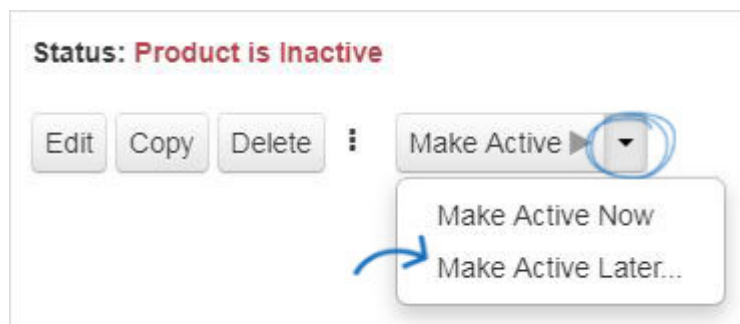 Status: Product is Inactive
Edit Copy Delete Make Active
Make Active Now
Make Active Later...